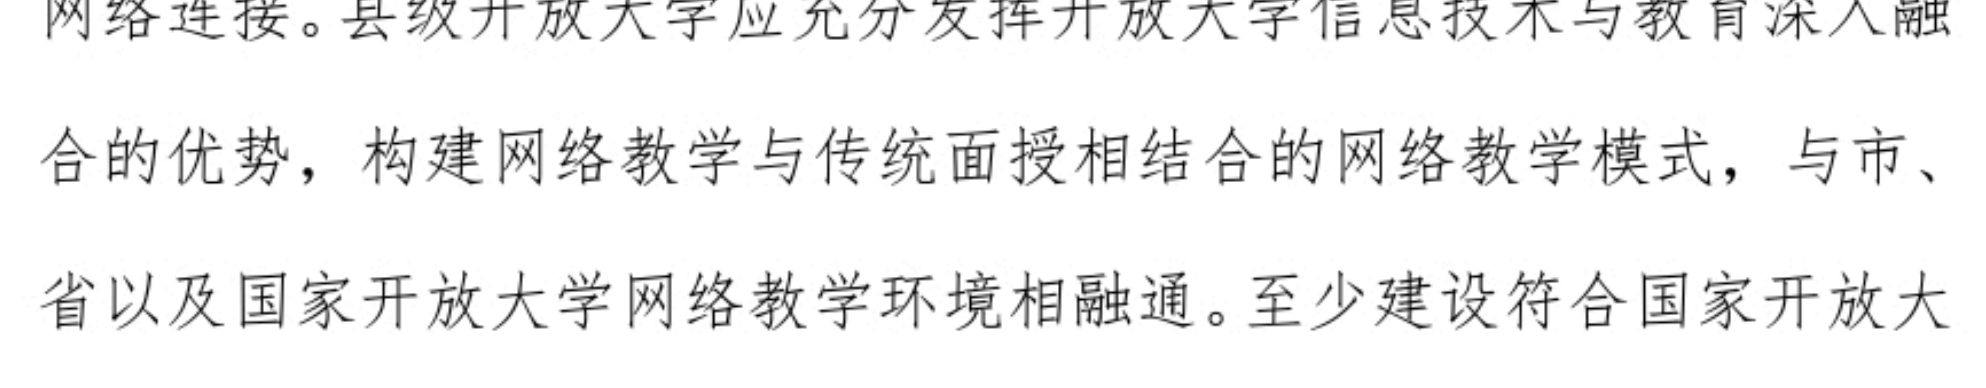 网络连接。县级开放大学应充分发挥开放大学信息技术与教育深入融
合的优势，构建网络教学与传统面授相结合的网络教学模式，与市、
省以及国家开放大学网络教学环境相融通。至少建设符合国家开放大